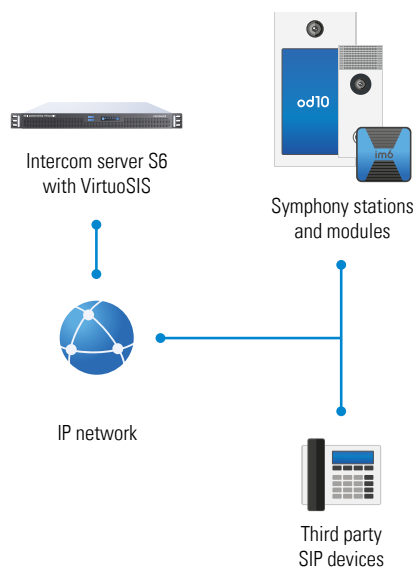 Intercom server S6
with VirtuoSIS
od10
im6
Symphony stations
and modules
IP network
Third party
SIP devices